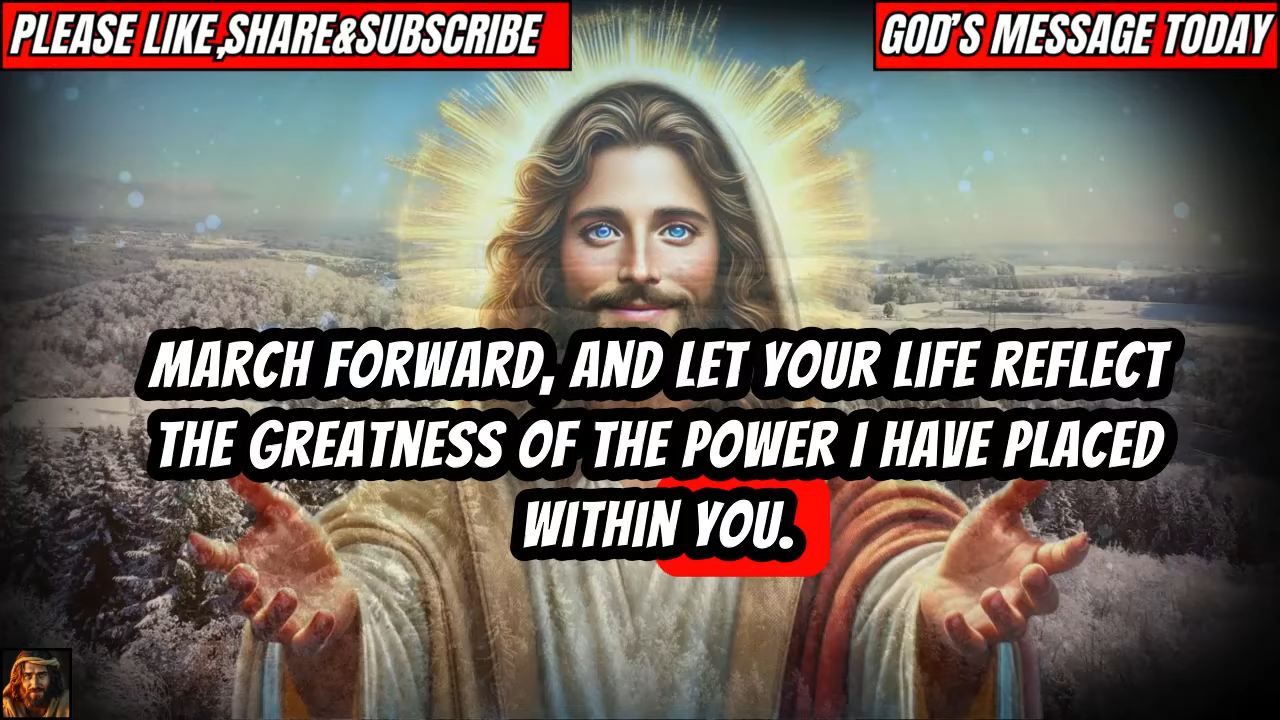 PLEASE LIKE,SHARE&SUBSCRIBE
GOD'S MESSAGE TODAY
MARCH FORWARD, AND LET YOUR LIFE REFLECT
THE GREATNESS OF THE POWER I HAVE PLACED
WITHIN YOU.